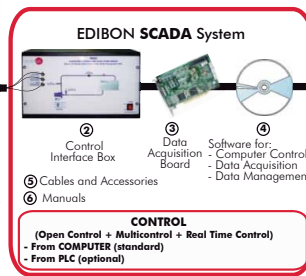 EDIBON SCADA System
② Control Interface Box
③ Data Acquisition Board
④ Software for:
- Computer Control
- Data Acquisition
- Data Management
⑤ Cables and Accessories
⑥ Manuals
CONTROL
(Open Control + Multicontrol + Real Time Control)
- From COMPUTER (standard)
- From PLC (optional)